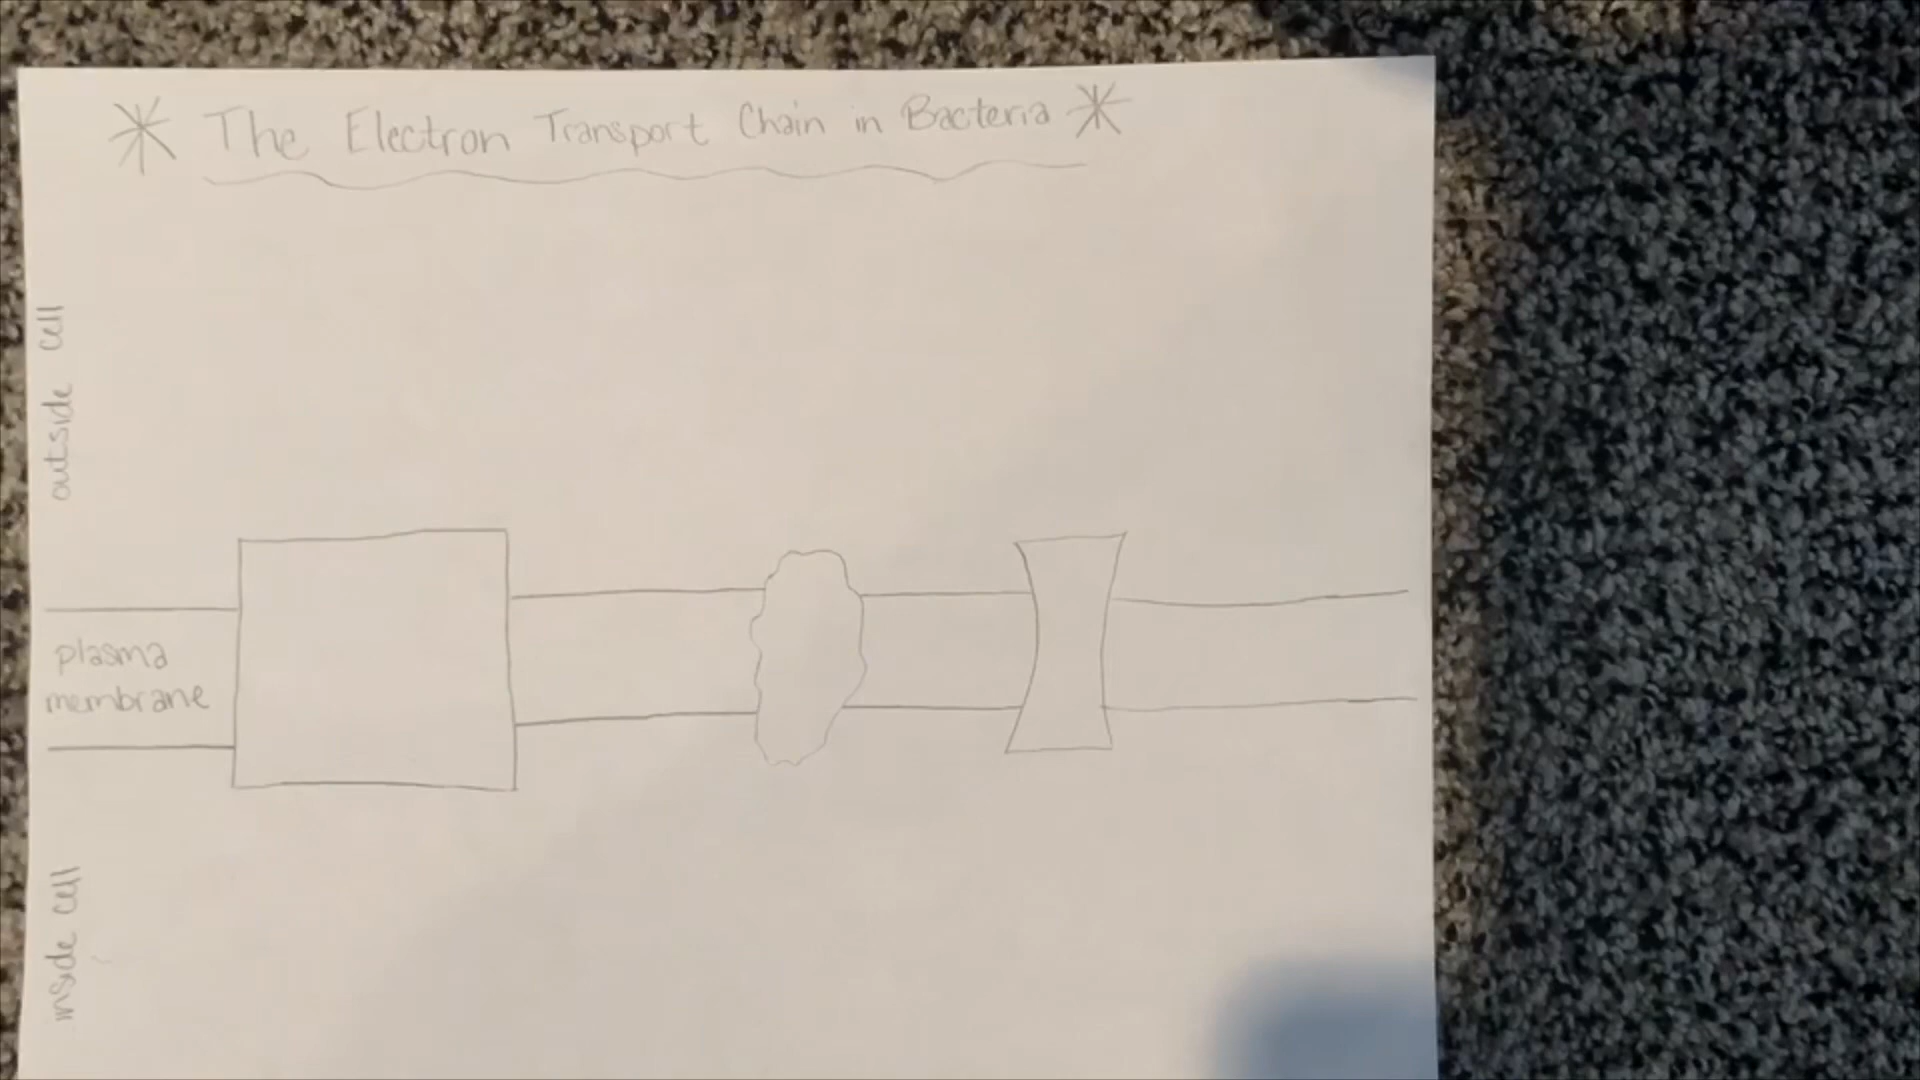 The Electron Transport Chain in Bacteria
outside cell
plasma
membrane
inside cell